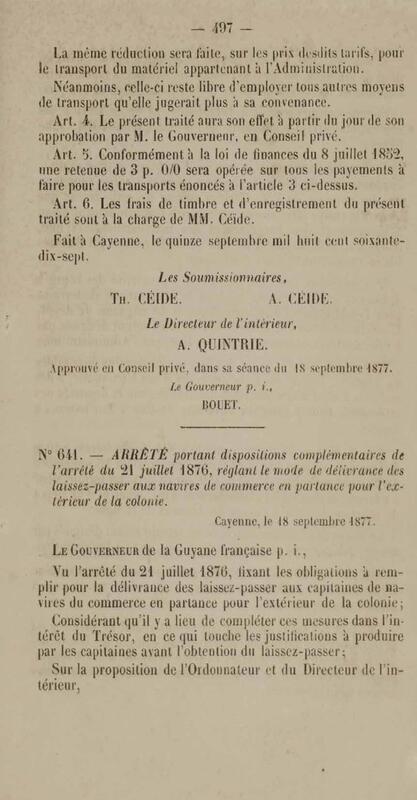 — 497 —
La même réduction sera faite, sur les prix desdits tarifs, pour
le transport du matériel appartenant à l'Administration.
Néanmoins, celle-ci reste libre d'employer tous autres moyens
de transport qu'elle jugerait plus à sa convenance.
Art. 4. Le présent traité aura son effet à partir du jour de son
approbation par M. le Gouverneur, en Conseil privé.
Art. 5. Conformément à la loi de finances du 8 juillet 1852,
une retenue de 3 p. 0/0 sera opérée sur tous les payements à
faire pour les transports énoncés à l'article 3 ci-dessus.
Art. 6. Les frais de timbre et d'enregistrement du présent
traité sont à la charge de MM. Céïde.
Fait à Cayenne, le quinze septembre mil huit cent soixante-
dix-sept.
Les Soumissionnaires,
TH. CÉIDE. A. CÉIDE.
Le Directeur de l'intérieur,
A. QUINTRIE.
Approuvé en Conseil privé, dans sa séance du 18 septembre 1877.
Le Gouverneur p. i.,
BOUET.
N° 641. — ARRÊTÉ portant dispositions complémentaires de
l'arrêté du 21 juillet 1876, réglant le mode de délivrance des
laissez-passer aux navires de commerce en partance pour l'ex-
térieur de la colonie.
Cayenne, le 18 septembre 1877.
LE GOUVERNEUR de la Guyane française p. i.,
Vu l'arrêté du 21 juillet 1876, fixant les obligations à rem-
plir pour la délivrance des laissez-passer aux capitaines de na-
vires du commerce en partance pour l'extérieur de la colonie;
Considérant qu'il y a lieu de compléter ces mesures dans l'in-
térêt du Trésor, en ce qui touche les justifications à produire
par les capitaines avant l'obtention du laissez-passer;
Sur la proposition de l'Ordonnateur et du Directeur de l'in-
térieur,